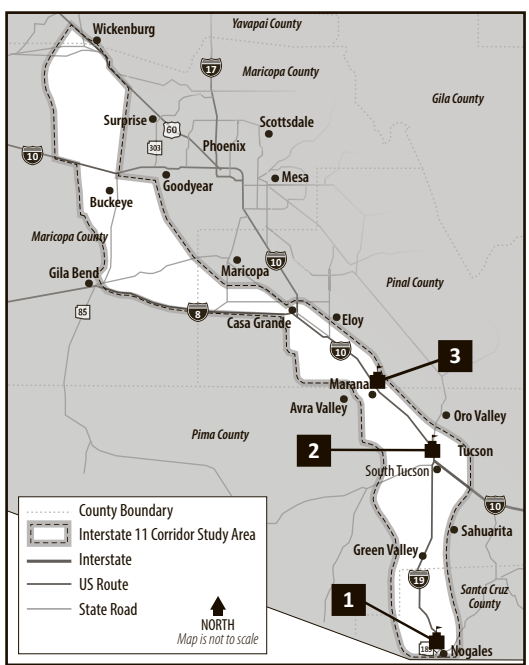 Wickenburg
Yavapai County
17
Maricopa County
Gila County
Surprise
60
Scottsdale
303
Phoenix
10
Goodyear
Mesa
Buckeye
Maricopa County
Maricopa
10
Gila Bend
Pinal County
85
8
Casa Grande
Eloy
10
3
Marana
Avra Valley
Oro Valley
Pima County
2
Tucson
South Tucson
10
Sahuarita
Green Valley
19
Santa Cruz
County
1
189
Nogales
County Boundary
Interstate 11 Corridor Study Area
Interstate
US Route
State Road
NORTH
Map is not to scale